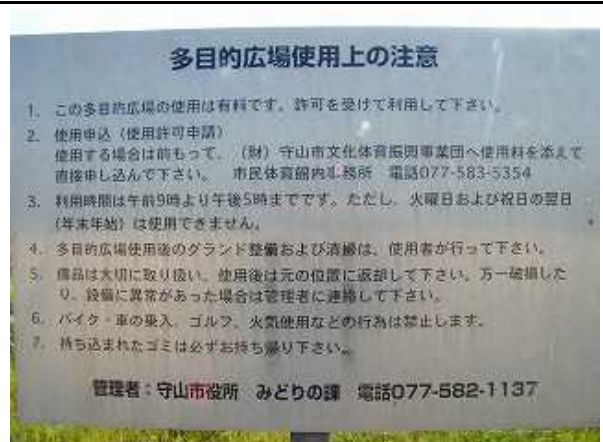 多目的広場使用上の注意
1. この多目的広場の使用は有料です。許可を受けて利用して下さい。
2. 使用申込（使用許可申請）
使用する場合は前もって、（財）守山市文化体育振興事業団へ使用料を添えて
直接申し込んで下さい。 市民体育館内事務所 電話077-583-5354
3. 利用時間は午前9時より午後5時までです。ただし、火曜日および祝日の翌日
（年末年始）は使用できません。
4. 多目的広場使用後のグランド整備および清掃は、使用者が行って下さい。
5. 備品は大切に取り扱い、使用後は元の位置に返却して下さい。万一破損した
り、設備に異常があった場合は管理者に連絡して下さい。
6. バイク・車の乗入、ゴルフ、火気使用などの行為は禁止します。
7. 持ち込まれたゴミは必ずお持ち帰り下さい。
管理者：守山市役所 みどりの課 電話077-582-1137